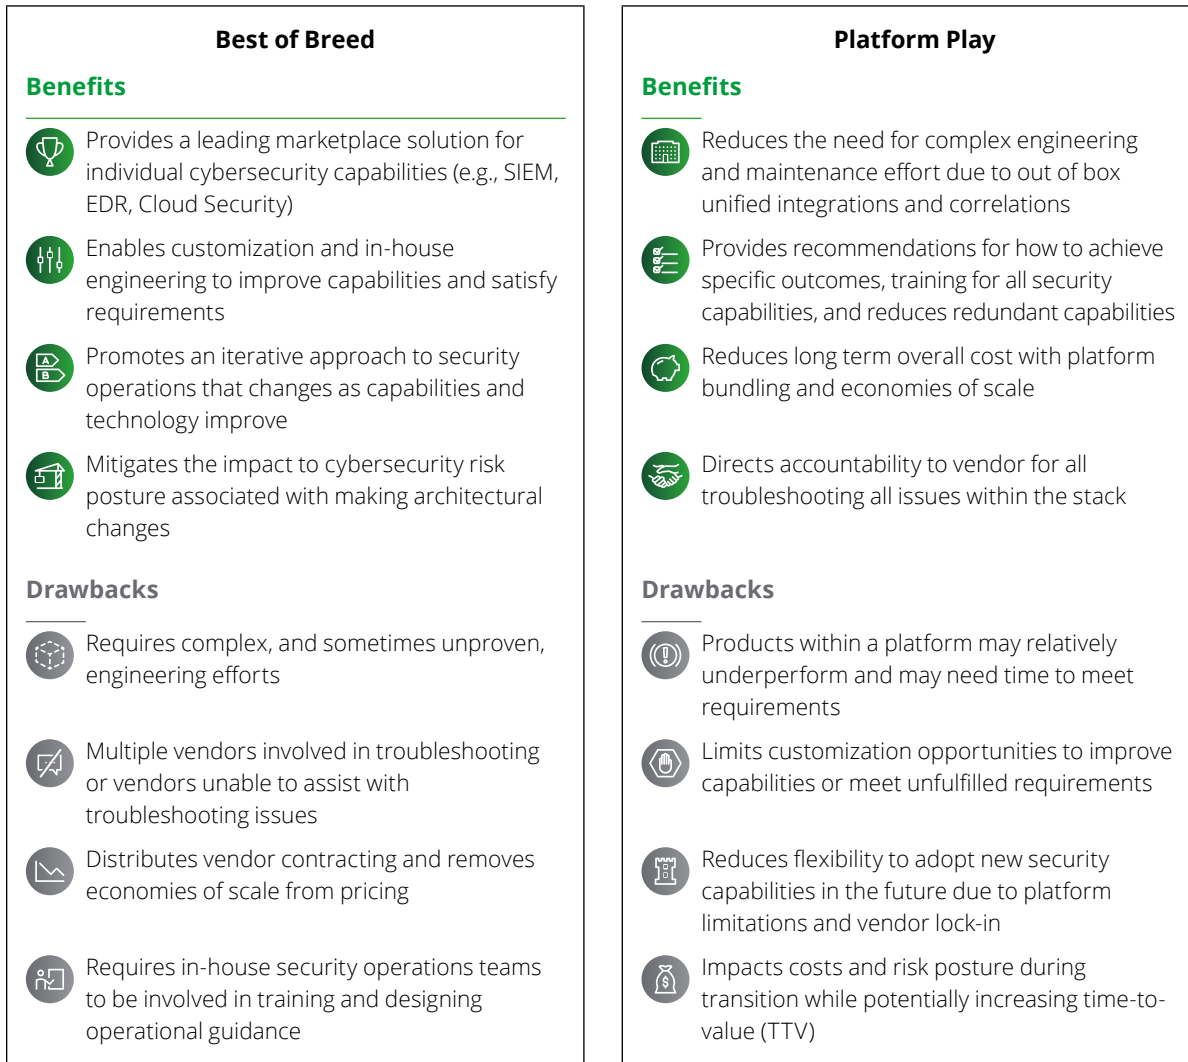 Best of Breed
Benefits
Provides a leading marketplace solution for
individual cybersecurity capabilities (e.g., SIEM,
EDR, Cloud Security)
Enables customization and in-house
engineering to improve capabilities and satisfy
requirements
A
B
Promotes an iterative approach to security
operations that changes as capabilities and
technology improve
Mitigates the impact to cybersecurity risk
posture associated with making architectural
changes
Drawbacks
Requires complex, and sometimes unproven,
engineering efforts
Multiple vendors involved in troubleshooting
or vendors unable to assist with
troubleshooting issues
Distributes vendor contracting and removes
economies of scale from pricing
Requires in-house security operations teams
to be involved in training and designing
operational guidance
Platform Play
Benefits
Reduces the need for complex engineering
and maintenance effort due to out of box
unified integrations and correlations
Provides recommendations for how to achieve
specific outcomes, training for all security
capabilities, and reduces redundant capabilities
Reduces long term overall cost with platform
bundling and economies of scale
Directs accountability to vendor for all
troubleshooting all issues within the stack
Drawbacks
Products within a platform may relatively
underperform and may need time to meet
requirements
Limits customization opportunities to improve
capabilities or meet unfulfilled requirements
Reduces flexibility to adopt new security
capabilities in the future due to platform
limitations and vendor lock-in
$
Impacts costs and risk posture during
transition while potentially increasing time-to-
value (TTV)